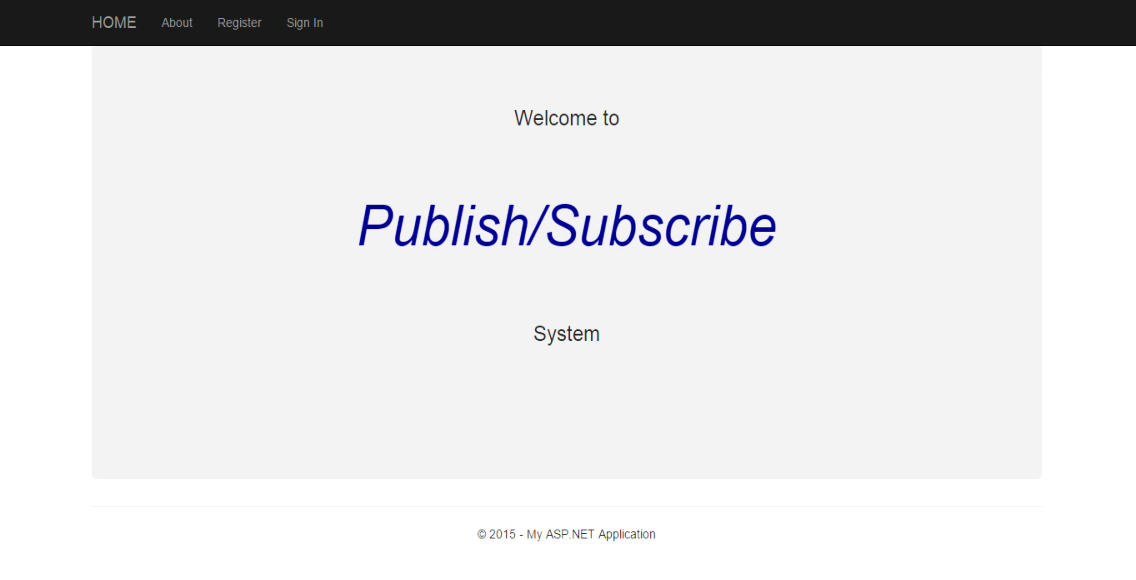 HOME About Register Sign In
Welcome to
Publish/Subscribe
System
© 2015 - My ASP.NET Application